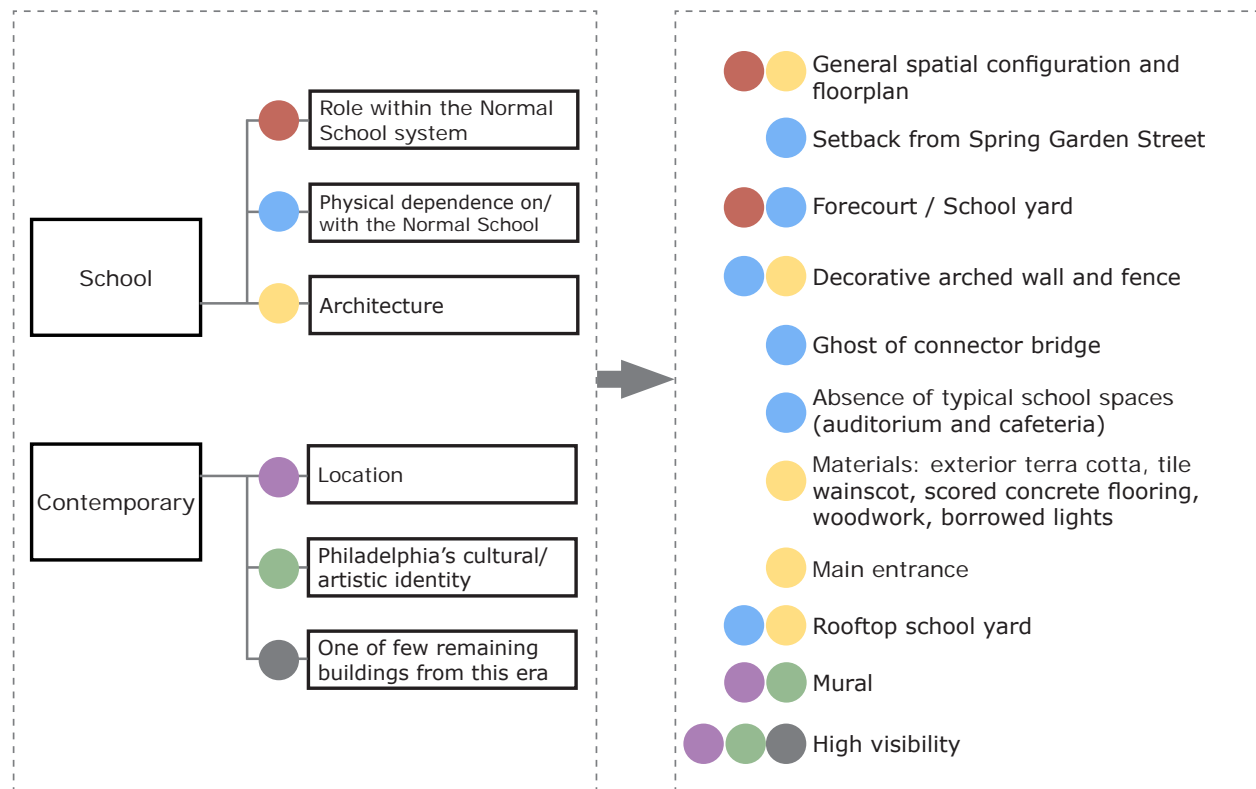 School
Role within the Normal
School system
Physical dependence on/
with the Normal School
Architecture
Contemporary
Location
Philadelphia’s cultural/
artistic identity
One of few remaining
buildings from this era
General spatial configuration and
floorplan
Setback from Spring Garden Street
Forecourt / School yard
Decorative arched wall and fence
Ghost of connector bridge
Absence of typical school spaces
(auditorium and cafeteria)
Materials: exterior terra cotta, tile
wainscot, scored concrete flooring,
woodwork, borrowed lights
Main entrance
Rooftop school yard
Mural
High visibility